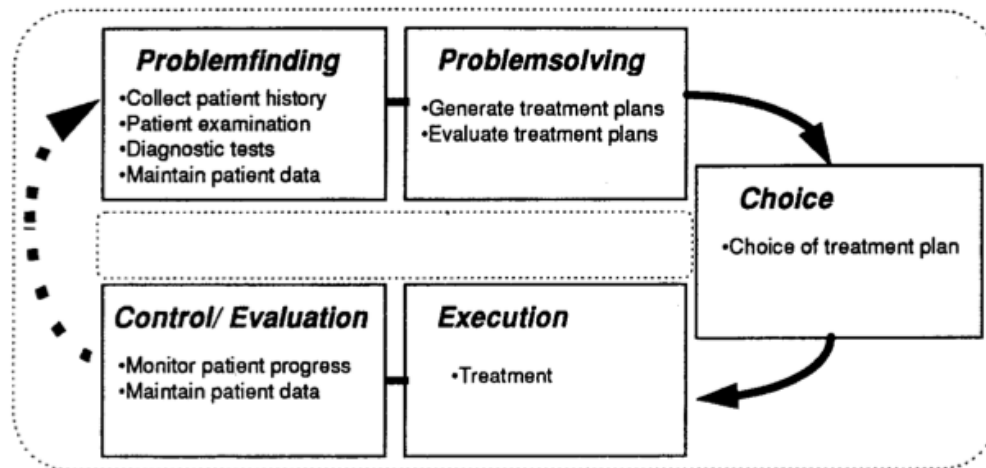 Problemfinding
•Collect patient history
•Patient examination
•Diagnostic tests
•Maintain patient data
Problemsolving
•Generate treatment plans
•Evaluate treatment plans
Choice
•Choice of treatment plan
Control/ Evaluation
•Monitor patient progress
•Maintain patient data
Execution
•Treatment